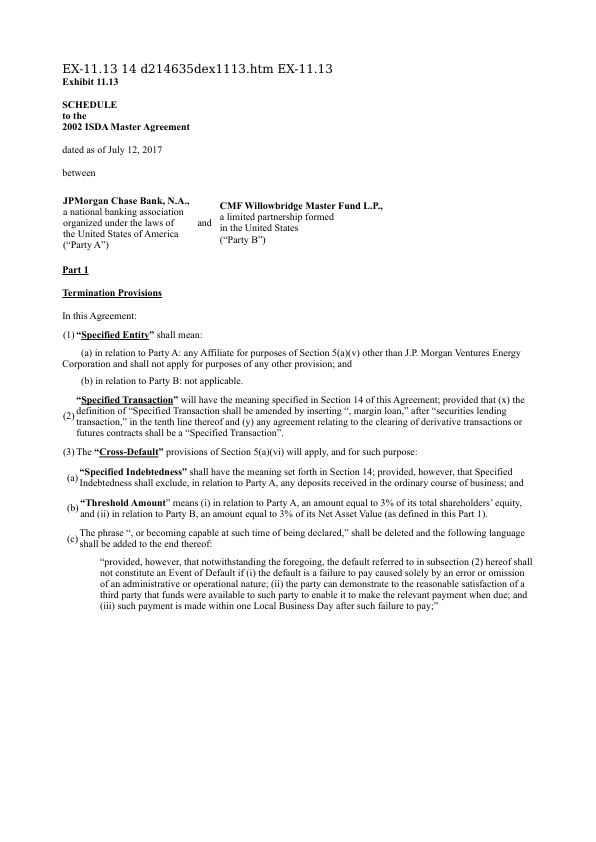 EX-11.13 14 d214635dex1113.htm EX-11.13
Exhibit 11.13
SCHEDULE
to the
2002 ISDA Master Agreement
dated as of July 12, 2017
between
JPMorgan Chase Bank, N.A.,
a national banking association
organized under the laws of
the United States of America
(“Party A”)
and
CMF Willowbridge Master Fund L.P.,
a limited partnership formed
in the United States
(“Party B”)
Part 1
Termination Provisions
In this Agreement:
(1) “Specified Entity” shall mean:
(a) in relation to Party A: any Affiliate for purposes of Section 5(a)(v) other than J.P. Morgan Ventures Energy
Corporation and shall not apply for purposes of any other provision; and
(b) in relation to Party B: not applicable.
(2) “Specified Transaction” will have the meaning specified in Section 14 of this Agreement; provided that (x) the
definition of “Specified Transaction shall be amended by inserting “, margin loan,” after “securities lending
transaction,” in the tenth line thereof and (y) any agreement relating to the clearing of derivative transactions or
futures contracts shall be a “Specified Transaction”.
(3) The “Cross-Default” provisions of Section 5(a)(vi) will apply, and for such purpose:
(a) “Specified Indebtedness” shall have the meaning set forth in Section 14; provided, however, that Specified
Indebtedness shall exclude, in relation to Party A, any deposits received in the ordinary course of business; and
(b) “Threshold Amount” means (i) in relation to Party A, an amount equal to 3% of its total shareholders’ equity,
and (ii) in relation to Party B, an amount equal to 3% of its Net Asset Value (as defined in this Part 1).
(c) The phrase “, or becoming capable at such time of being declared,” shall be deleted and the following language
shall be added to the end thereof:
“provided, however, that notwithstanding the foregoing, the default referred to in subsection (2) hereof shall
not constitute an Event of Default if (i) the default is a failure to pay caused solely by an error or omission
of an administrative or operational nature; (ii) the party can demonstrate to the reasonable satisfaction of a
third party that funds were available to such party to enable it to make the relevant payment when due; and
(iii) such payment is made within one Local Business Day after such failure to pay;”